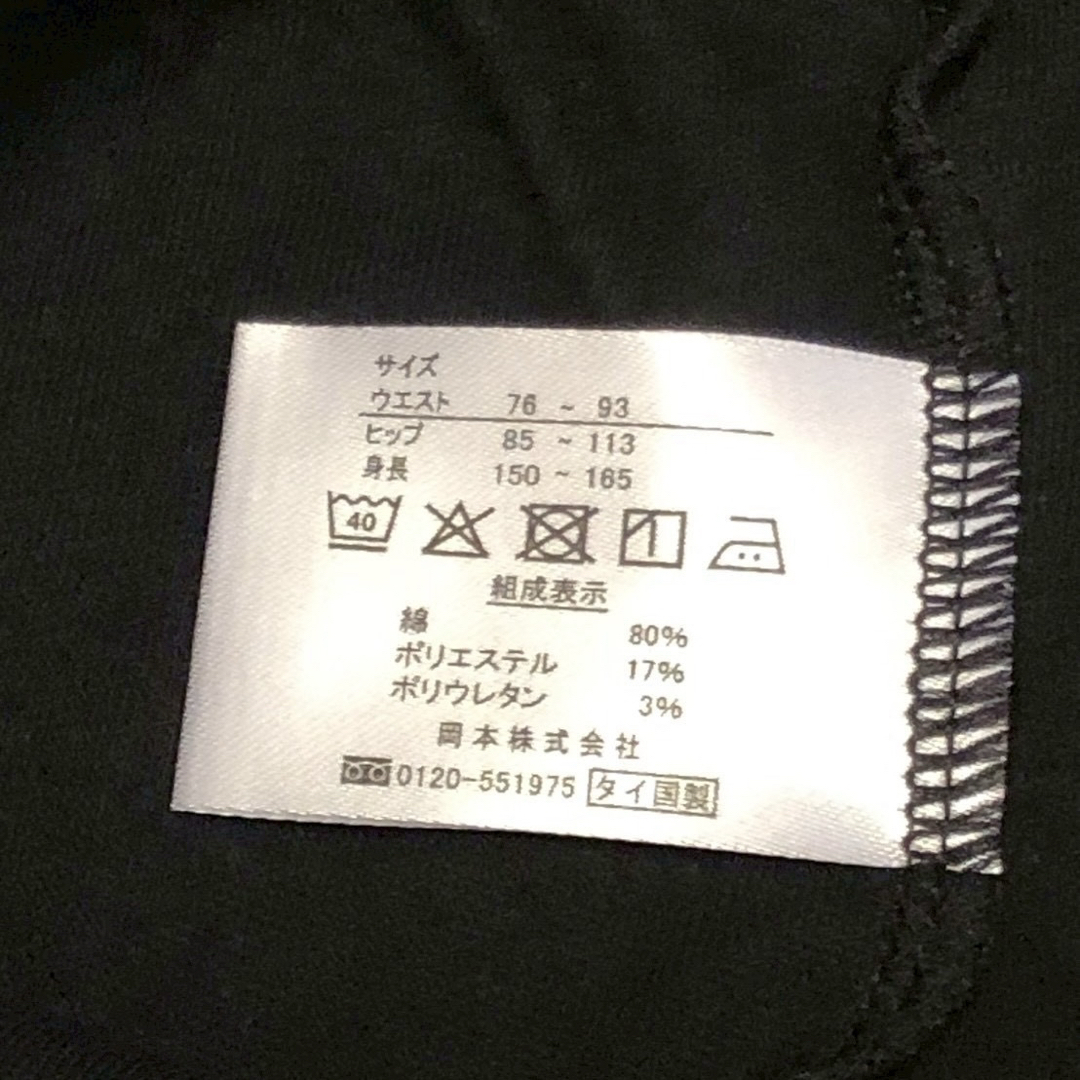 サイズ
ウエスト 76 ~ 93
ヒップ 85 ~ 113
身長 150 ~ 165
40
組成表示
綿 80%
ポリエステル 17%
ポリウレタン 3%
岡本株式会社
0120-551975 タイ国製